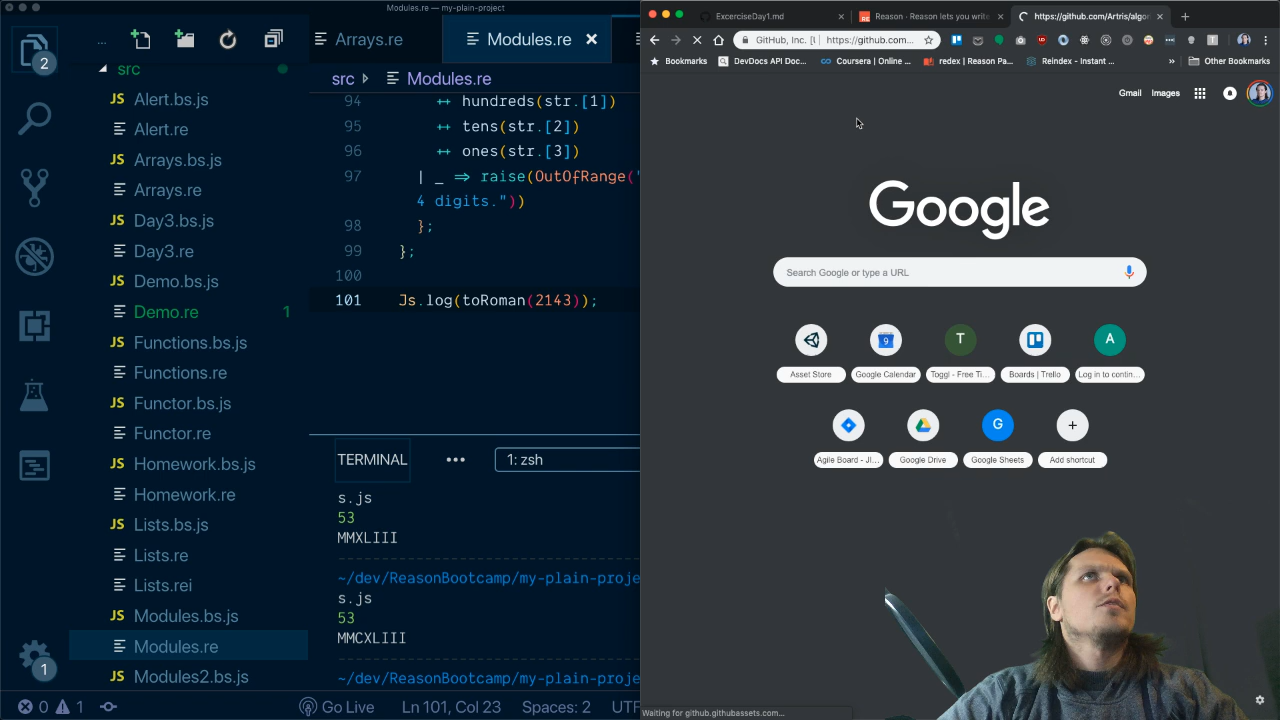 Modules.re — my-plain-project
2
...
Arrays.re
Modules.re
src
JS Alert.bs.js
Alert.re
JS Arrays.bs.js
Arrays.re
JS Day3.bs.js
Day3.re
JS Demo.bs.js
Demo.re 1
JS Functions.bs.js
Functions.re
JS Functor.bs.js
Functor.re
JS Homework.bs.js
Homework.re
JS Lists.bs.js
Lists.re
Lists.rei
JS Modules.bs.js
Modules.re
JS Modules2.bs.js
1
src Modules.re
94 ++ hundreds(str.[1])
95 ++ tens(str.[2])
96 ++ ones(str.[3])
97 | _ => raise(OutOfRange("
4 digits."))
98 };
99 };
100
101 Js.log(toRoman(2143));
TERMINAL ... 1: zsh
s.js
53
MMXLIII
~/dev/ReasonBootcamp/my-plain-proje
s.js
53
MMCXLIII
~/dev/ReasonBootcamp/my-plain-proje
0 1 Go Live Ln 101, Col 23 Spaces: 2 UTF
ExcerciseDay1.md
Reason · Reason lets you write
https://github.com/Artris/algo
GitHub, Inc. [ https://github.com...
Bookmarks DevDocs API Doc... Coursera | Online ... redex | Reason Pa... Reindex - Instant ... » Other Bookmarks
Gmail Images
Google
Search Google or type a URL
9 T A
Asset Store Google Calendar Toggl - Free Ti... Boards | Trello Log in to contin...
G +
Agile Board - JI... Google Drive Google Sheets Add shortcut
Waiting for github.githubassets.com...